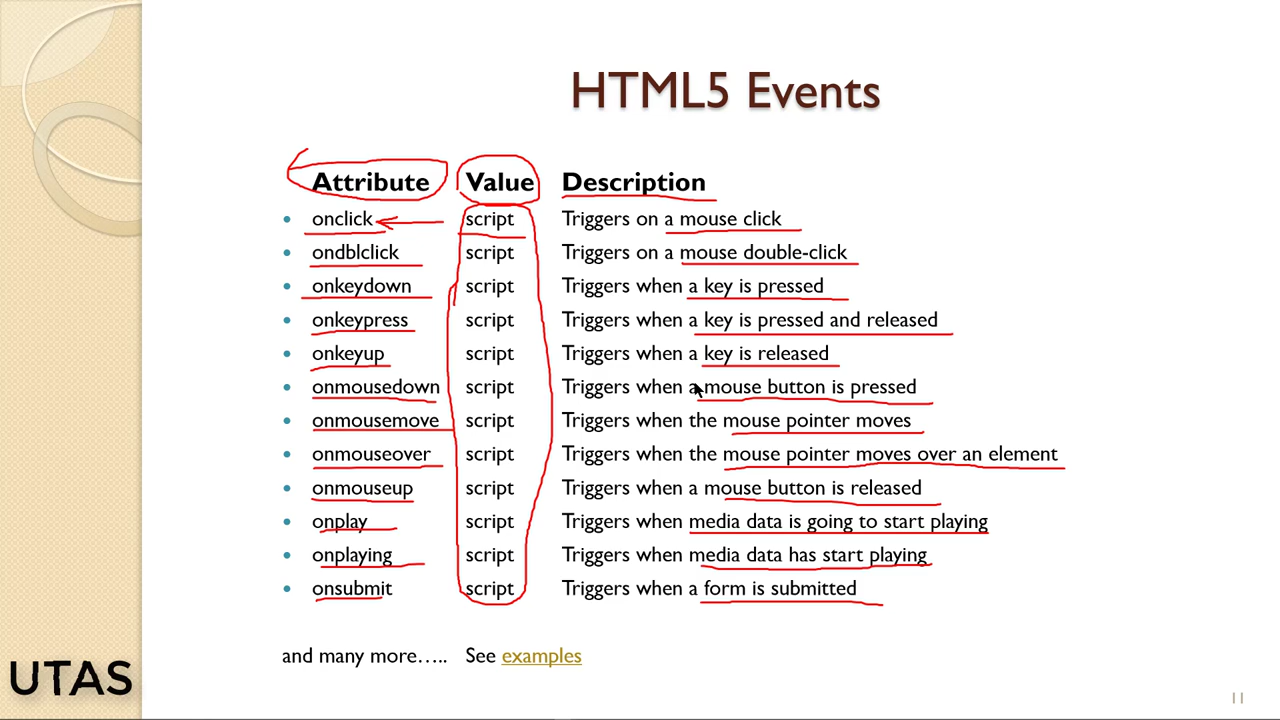 HTML5 Events
Attribute Value Description
• onclick script Triggers on a mouse click
• ondblclick script Triggers on a mouse double-click
• onkeydown script Triggers when a key is pressed
• onkeypress script Triggers when a key is pressed and released
• onkeyup script Triggers when a key is released
• onmousedown script Triggers when a mouse button is pressed
• onmousemove script Triggers when the mouse pointer moves
• onmouseover script Triggers when the mouse pointer moves over an element
• onmouseup script Triggers when a mouse button is released
• onplay script Triggers when media data is going to start playing
• onplaying script Triggers when media data has start playing
• onsubmit script Triggers when a form is submitted
and many more..... See examples
UTAS
11